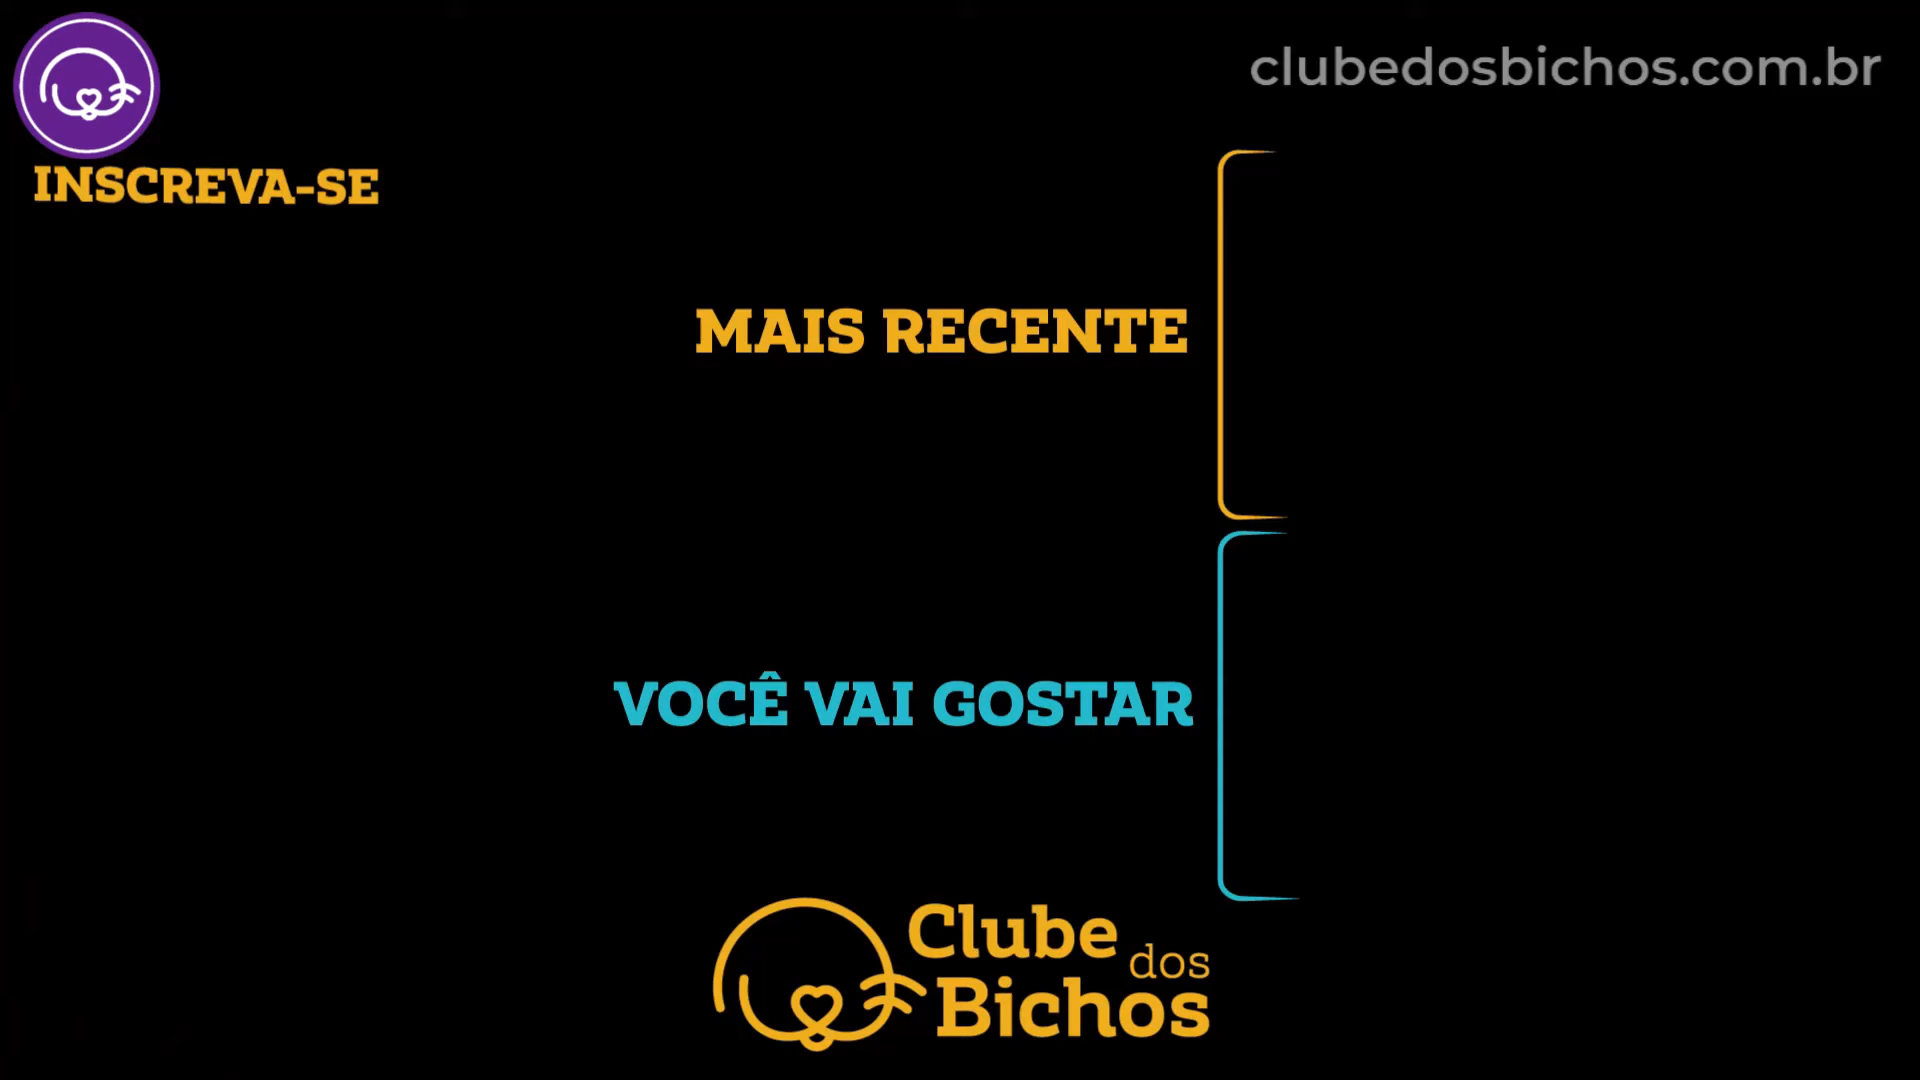 clubedosbichos.com.br
INSCREVA-SE
MAIS RECENTE
VOCÊ VAI GOSTAR
Clube dos
Bichos